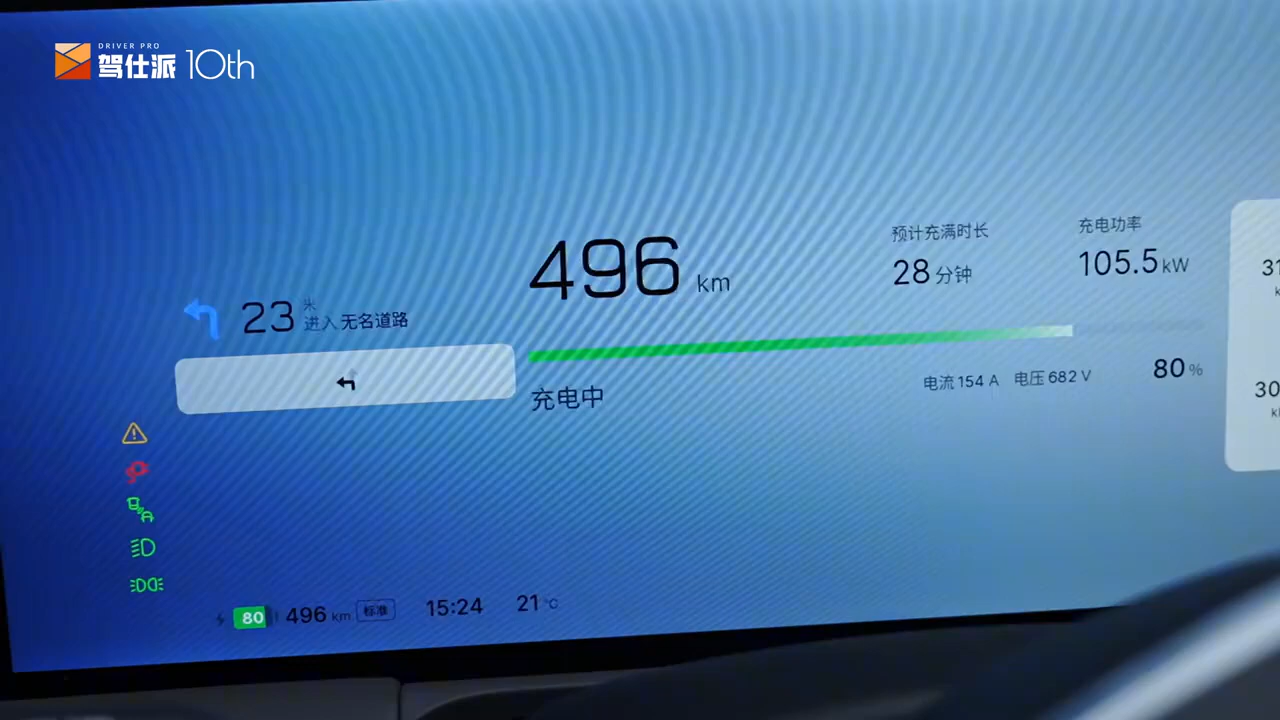 DRIVER PRO
驾仕派 10th
预计充满时长
28 分钟
充电功率
105.5 kW
496 km
23 米
进入 无名道路
充电中
电流 154 A 电压 682 V
80 %
31
30
80 496 km 标准 15:24 21 °C